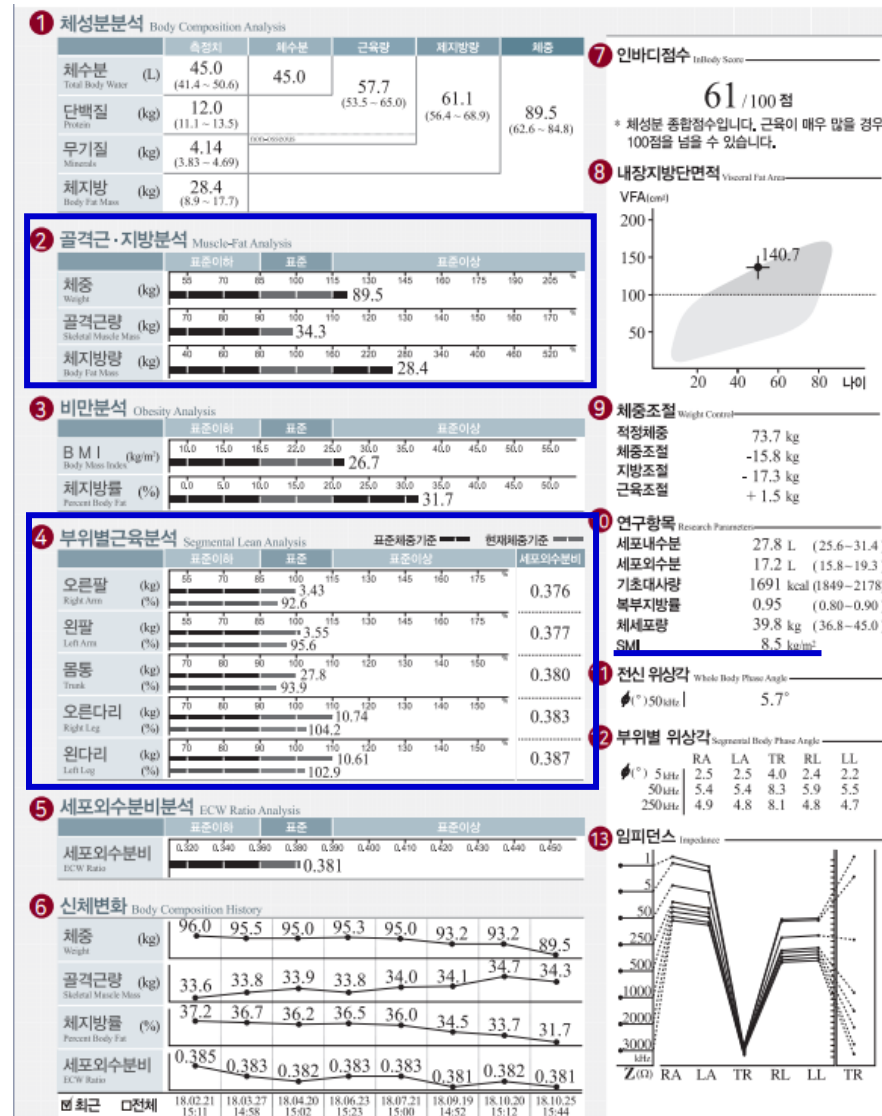 1 체성분분석 Body Composition Analysis
측정치 체수분 근육량 제지방량 체중
체수분 Total Body Water (L) 45.0 (41.4 ~ 50.6) 45.0 57.7 (53.5 ~ 65.0) 61.1 (56.4 ~ 68.9) 89.5 (62.6 ~ 84.8)
단백질 Protein (kg) 12.0 (11.1 ~ 13.5)
무기질 Minerals (kg) 4.14 (3.83 ~ 4.69) non-osseous
체지방 Body Fat Mass (kg) 28.4 (8.9 ~ 17.7)
2 골격근·지방분석 Muscle-Fat Analysis
표준이하 표준 표준이상
체중 Weight (kg) 55 70 85 100 115 130 145 160 175 190 205 %
89.5
골격근량 Skeletal Muscle Mass (kg) 70 80 90 100 110 120 130 140 150 160 170 %
34.3
체지방량 Body Fat Mass (kg) 40 60 80 100 160 220 280 340 400 460 520 %
28.4
3 비만분석 Obesity Analysis
표준이하 표준 표준이상
BMI Body Mass Index (kg/m²) 10.0 15.0 18.5 22.0 25.0 30.0 35.0 40.0 45.0 50.0 55.0
26.7
체지방률 Percent Body Fat (%) 0.0 5.0 10.0 15.0 20.0 25.0 30.0 35.0 40.0 45.0 50.0
31.7
4 부위별근육분석 Segmental Lean Analysis 표준체중기준 현재체중기준
표준이하 표준 표준이상 세포외수분비
오른팔 Right Arm (kg) (%) 55 70 85 100 115 130 145 160 175 %
3.43 0.376
92.6
왼팔 Left Arm (kg) (%) 55 70 85 100 115 130 145 160 175 %
3.55 0.377
95.6
몸통 Trunk (kg) (%) 70 80 90 100 110 120 130 140 150 %
27.8 0.380
93.9
오른다리 Right Leg (kg) (%) 70 80 90 100 110 120 130 140 150 %
10.74 0.383
104.2
왼다리 Left Leg (kg) (%) 70 80 90 100 110 120 130 140 150 %
10.61 0.387
102.9
5 세포외수분비분석 ECW Ratio Analysis
표준이하 표준 표준이상
세포외수분비 ECW Ratio 0.320 0.340 0.360 0.380 0.390 0.400 0.410 0.420 0.430 0.440 0.450
0.381
6 신체변화 Body Composition History
체중 Weight (kg) 96.0 95.5 95.0 95.3 95.0 93.2 93.2 89.5
골격근량 Skeletal Muscle Mass (kg) 33.6 33.8 33.9 33.8 34.0 34.1 34.7 34.3
체지방률 Percent Body Fat (%) 37.2 36.7 36.2 36.5 36.0 34.5 33.7 31.7
세포외수분비 ECW Ratio 0.385 0.383 0.382 0.383 0.383 0.381 0.382 0.381
최근 전체 18.02.21 18.03.27 18.04.20 18.06.23 18.07.21 18.09.19 18.10.20 18.10.25
15:11 14:58 15:02 15:23 15:00 14:52 15:12 15:44
7 인바디점수 InBody Score
61 / 100 점
* 체성분 종합점수입니다. 근육이 매우 많을 경우
100점을 넘을 수 있습니다.
8 내장지방단면적 Visceral Fat Area
VFA(cm²)
200
150 140.7
100
50
20 40 60 80 나이
9 체중조절 Weight Control
적정체중 73.7 kg
체중조절 -15.8 kg
지방조절 - 17.3 kg
근육조절 + 1.5 kg
10 연구항목 Research Parameters
세포내수분 27.8 L (25.6~31.4
세포외수분 17.2 L (15.8~19.3
기초대사량 1691 kcal (1849~2178
복부지방률 0.95 (0.80~0.90
체세포량 39.8 kg (36.8~45.0
SMI 8.5 kg/m²
11 전신 위상각 Whole Body Phase Angle
ϕ(°) 50kHz 5.7°
12 부위별 위상각 Segmental Body Phase Angle
RA LA TR RL LL
ϕ(°) 5kHz 2.5 2.5 4.0 2.4 2.2
50kHz 5.4 5.4 8.3 5.9 5.5
250kHz 4.9 4.8 8.1 4.8 4.7
13 임피던스 Impedance
1
5
50
250
500
1000
2000
3000
kHz
Z(Ω) RA LA TR RL LL TR